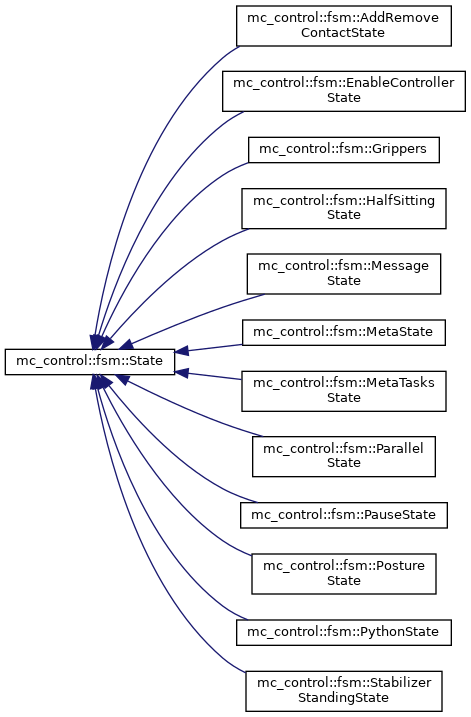 mc_control::fsm::AddRemove
ContactState
mc_control::fsm::EnableController
State
mc_control::fsm::Grippers
mc_control::fsm::HalfSitting
State
mc_control::fsm::Message
State
mc_control::fsm::State
mc_control::fsm::MetaState
mc_control::fsm::MetaTasks
State
mc_control::fsm::Parallel
State
mc_control::fsm::PauseState
mc_control::fsm::Posture
State
mc_control::fsm::PythonState
mc_control::fsm::Stabilizer
StandingState